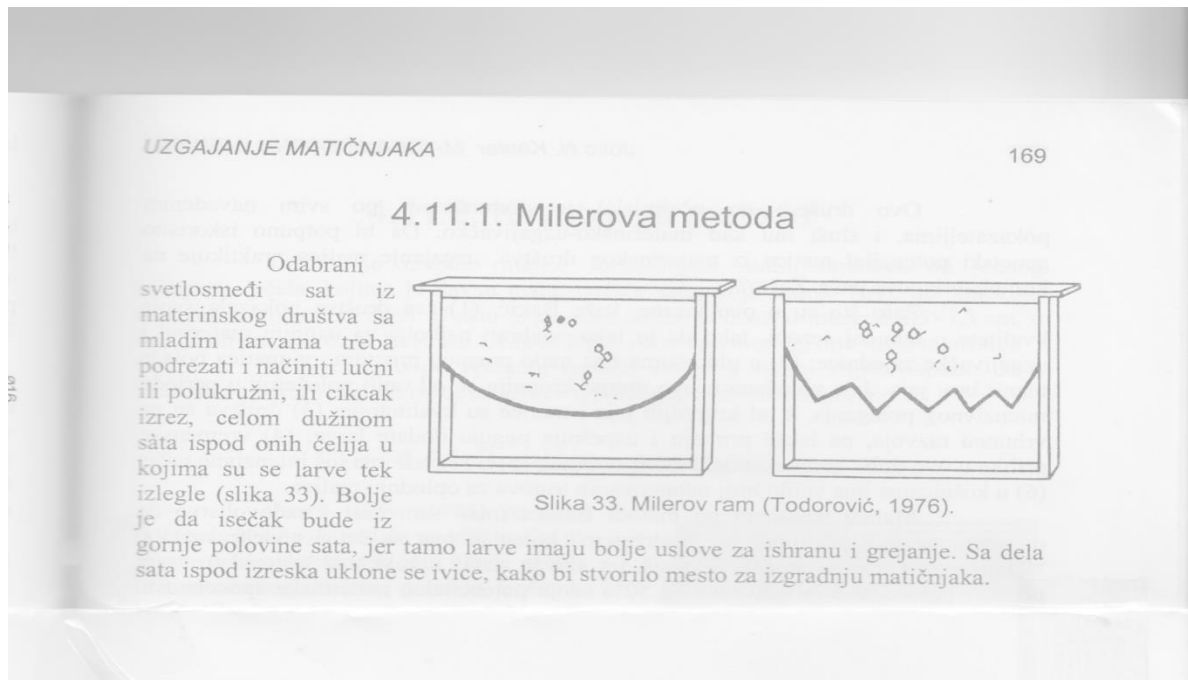 UZGAJANJE MATIČNJAKA
169
4.11.1. Milerova metoda
Odabrani
svetlosmeđi sat iz
materinskog društva sa
mladim larvama treba
podrezati i načiniti lučni
ili polukružni, ili cikcak
izrez, celom dužinom
sàta ispod onih ćelija u
kojima su se larve tek
izlegle (slika 33). Bolje
je da isečak bude iz
gornje polovine sata, jer tamo larve imaju bolje uslove za ishranu i grejanje. Sa dela
sata ispod izreska uklone se ivice, kako bi stvorilo mesto za izgradnju matičnjaka.
Slika 33. Milerov ram (Todorović, 1976).